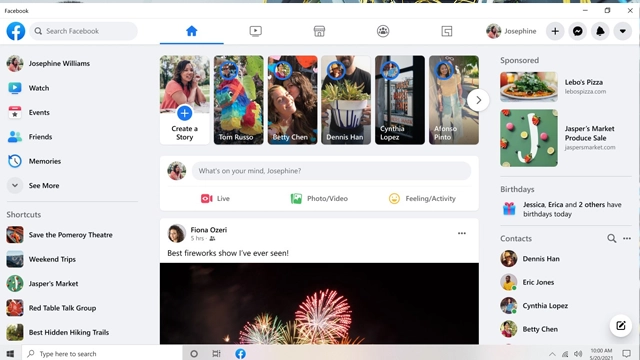 Facebook
Search Facebook
Josephine
Josephine Williams
Watch
Events
Friends
Memories
See More
Shortcuts
Save the Pomeroy Theatre
Weekend Trips
Jasper's Market
Red Table Talk Group
Best Hidden Hiking Trails
Create a
Story
Tom Russo
Betty Chen
Dennis Han
Cynthia
Lopez
Afonso
Pinto
What's on your mind, Josephine?
Live
Photo/Video
Feeling/Activity
Fiona Ozeri
5 hrs
Best fireworks show I've ever seen!
Sponsored
Lebo's Pizza
lebospizza.com
Jasper's Market
Produce Sale
jaspersmarket.com
Birthdays
Jessica, Erica and 2 others have
birthdays today
Contacts
Dennis Han
Eric Jones
Cynthia Lopez
Betty Chen
Type here to search
10:00 AM
5/20/2021